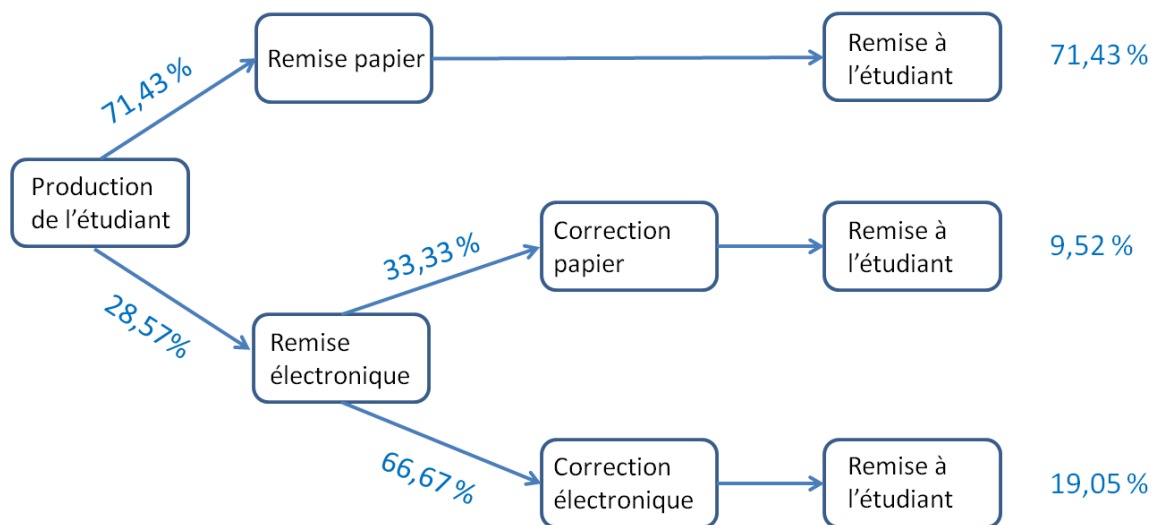 Remise papier
Remise à
l’étudiant
71,43 %
71,43 %
Production
de l’étudiant
28,57%
Remise
électronique
33,33 %
Correction
papier
Remise à
l’étudiant
9,52 %
66,67 %
Correction
électronique
Remise à
l’étudiant
19,05 %